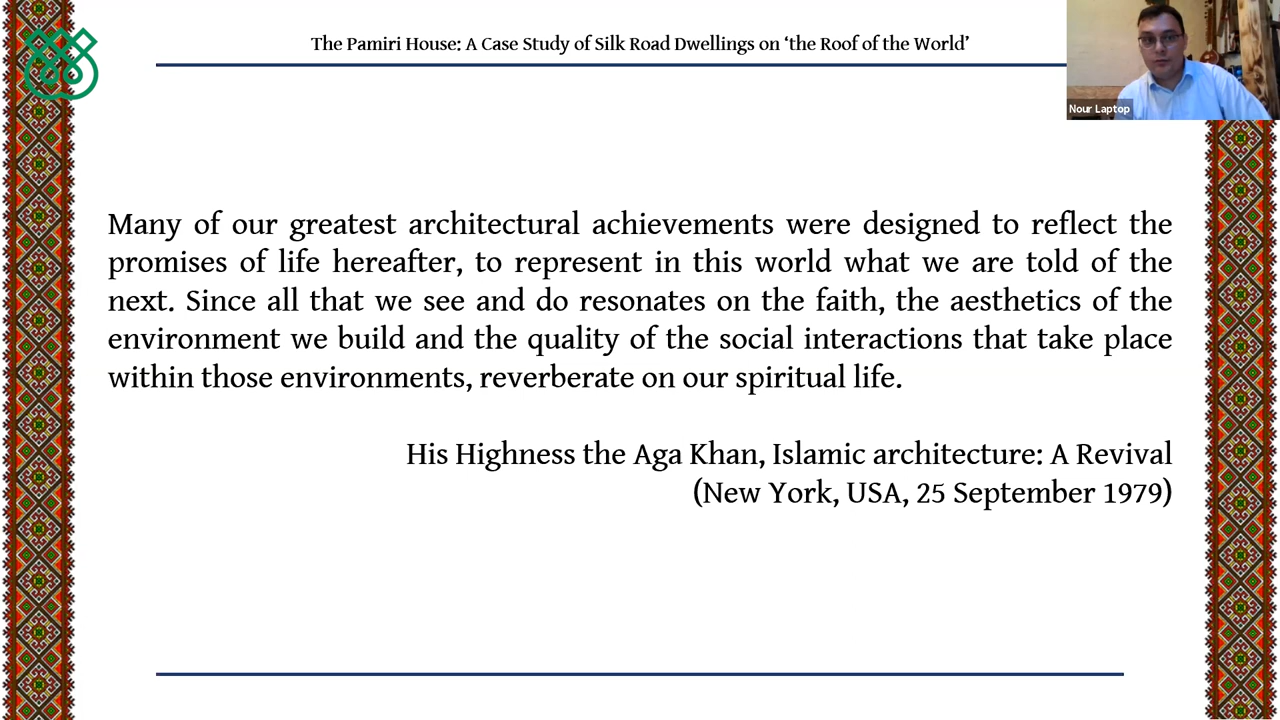 The Pamiri House: A Case Study of Silk Road Dwellings on ‘the Roof of the World’
Nour Laptop
Many of our greatest architectural achievements were designed to reflect the
promises of life hereafter, to represent in this world what we are told of the
next. Since all that we see and do resonates on the faith, the aesthetics of the
environment we build and the quality of the social interactions that take place
within those environments, reverberate on our spiritual life.
His Highness the Aga Khan, Islamic architecture: A Revival
(New York, USA, 25 September 1979)